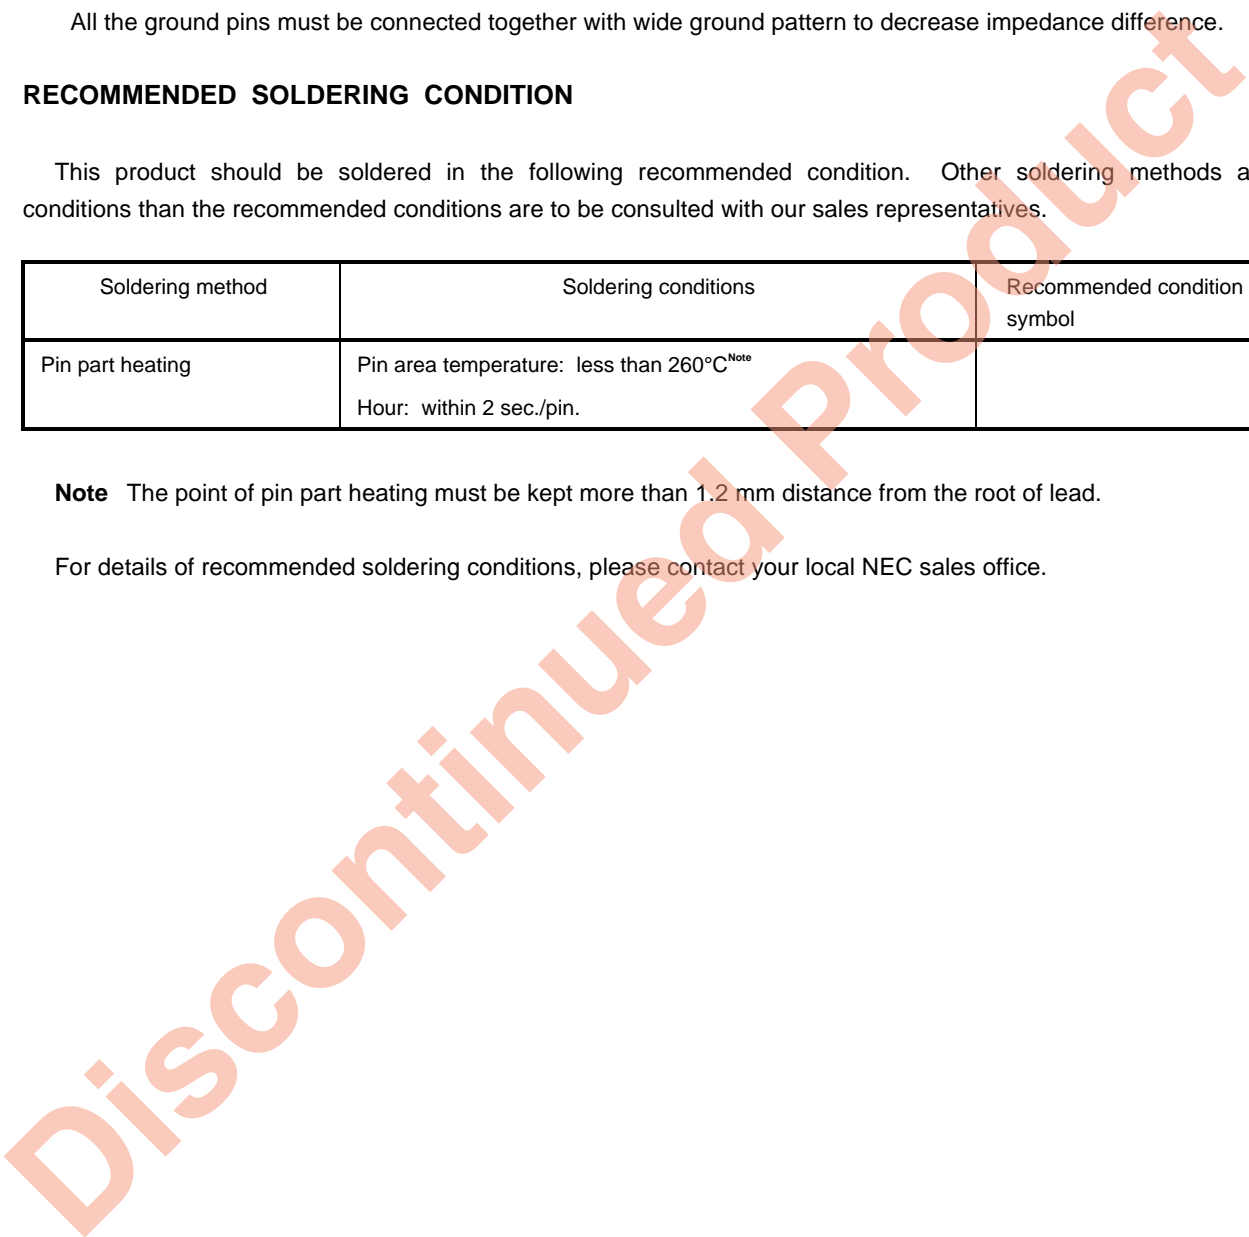 All the ground pins must be connected together with wide ground pattern to decrease impedance difference.
RECOMMENDED SOLDERING CONDITION
This product should be soldered in the following recommended condition. Other soldering methods a
conditions than the recommended conditions are to be consulted with our sales representatives.
Soldering method
Soldering conditions
Recommended condition
symbol
Pin part heating
Pin area temperature: less than 260°CNote
Hour: within 2 sec./pin.
Note The point of pin part heating must be kept more than 1.2 mm distance from the root of lead.
For details of recommended soldering conditions, please contact your local NEC sales office.
Discontinued Product